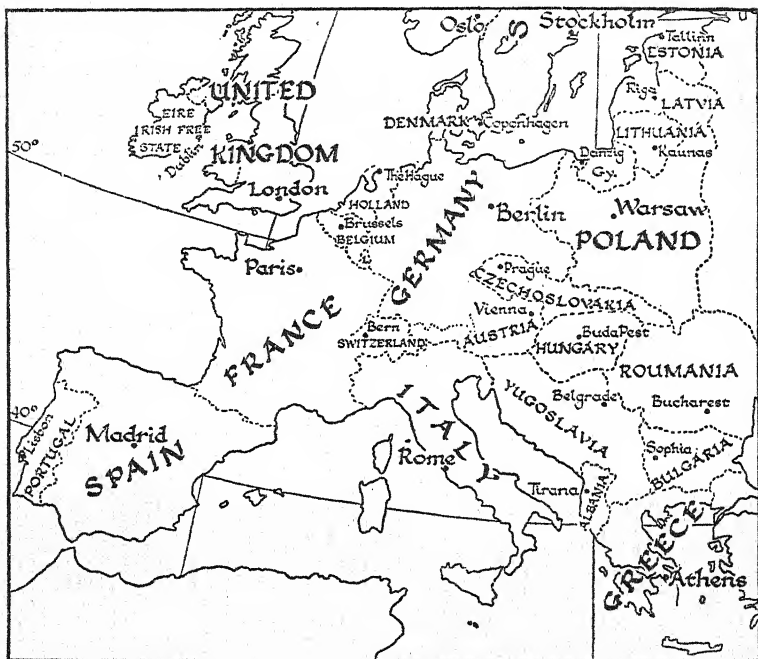 Oslo
S
Stockholm
Tallinn
ESTONIA
Riga
LATVIA
LITHUANIA
Kaunas
UNITED
KINGDOM
EIRE
IRISH FREE
STATE
Dublin
London
50°
DENMARK
Copenhagen
Danzig
Gy.
The Hague
HOLLAND
Brussels
BELGIUM
L
GERMANY
Berlin
Warsaw
POLAND
Paris
FRANCE
Prague
CZECHOSLOVAKIA
Vienna
AUSTRIA
Bern
SWITZERLAND
BudaPest
HUNGARY
ROUMANIA
Bucharest
YUGOSLAVIA
Belgrade
Sophia
BULGARIA
ITALY
Rome
Tirana
ALBANIA
GREECE
Athens
40°
Lisbon
PORTUGAL
Madrid
SPAIN